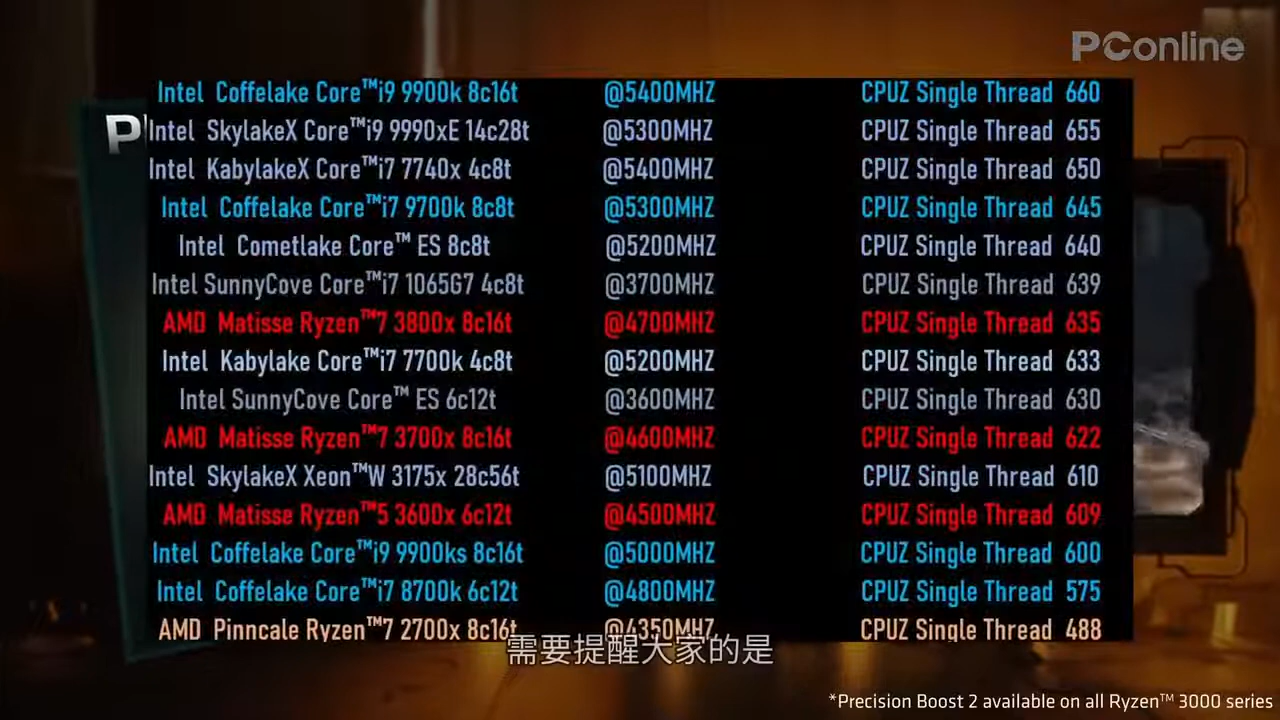 PConline
P
Intel Coffelake Core™i9 9900k 8c16t @5400MHZ CPUZ Single Thread 660
Intel SkylakeX Core™i9 9990xE 14c28t @5300MHZ CPUZ Single Thread 655
Intel KabylakeX Core™i7 7740x 4c8t @5400MHZ CPUZ Single Thread 650
Intel Coffelake Core™i7 9700k 8c8t @5300MHZ CPUZ Single Thread 645
Intel Cometlake Core™ ES 8c8t @5200MHZ CPUZ Single Thread 640
Intel SunnyCove Core™i7 1065G7 4c8t @3700MHZ CPUZ Single Thread 639
AMD Matisse Ryzen™7 3800x 8c16t @4700MHZ CPUZ Single Thread 635
Intel Kabylake Core™i7 7700k 4c8t @5200MHZ CPUZ Single Thread 633
Intel SunnyCove Core™ ES 6c12t @3600MHZ CPUZ Single Thread 630
AMD Matisse Ryzen™7 3700x 8c16t @4600MHZ CPUZ Single Thread 622
Intel SkylakeX Xeon™W 3175x 28c56t @5100MHZ CPUZ Single Thread 610
AMD Matisse Ryzen™5 3600x 6c12t @4500MHZ CPUZ Single Thread 609
Intel Coffelake Core™i9 9900ks 8c16t @5000MHZ CPUZ Single Thread 600
Intel Coffelake Core™i7 8700k 6c12t @4800MHZ CPUZ Single Thread 575
AMD Pinncale Ryzen™7 2700x 8c16t @4350MHZ CPUZ Single Thread 488
需要提醒大家的是
*Precision Boost 2 available on all Ryzen™ 3000 series